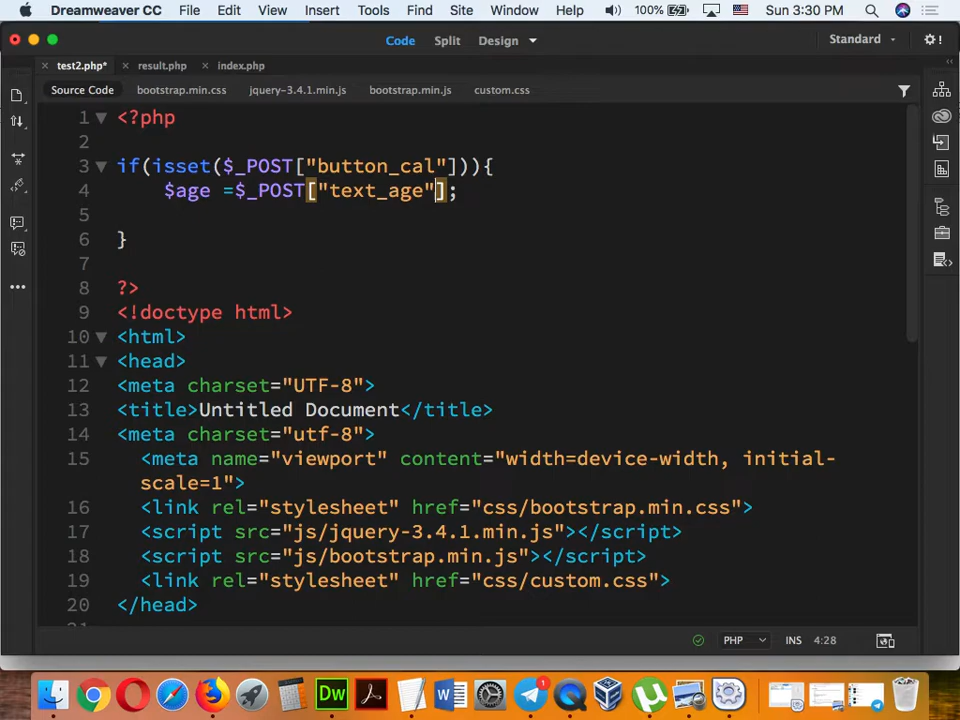 Dreamweaver CC File Edit View Insert Tools Find Site Window Help 100% Sun 3:30 PM
Code Split Design Standard
test2.php* result.php index.php
Source Code bootstrap.min.css jquery-3.4.1.min.js bootstrap.min.js custom.css
1 <?php
2
3 if(isset($_POST["button_cal"])){
4 $age =$_POST["text_age"];
5
6 }
7
8 ?>
9 <!doctype html>
10 <html>
11 <head>
12 <meta charset="UTF-8">
13 <title>Untitled Document</title>
14 <meta charset="utf-8">
15 <meta name="viewport" content="width=device-width, initial-
scale=1">
16 <link rel="stylesheet" href="css/bootstrap.min.css">
17 <script src="js/jquery-3.4.1.min.js"></script>
18 <script src="js/bootstrap.min.js"></script>
19 <link rel="stylesheet" href="css/custom.css">
20 </head>
PHP INS 4:28
Dw W 1